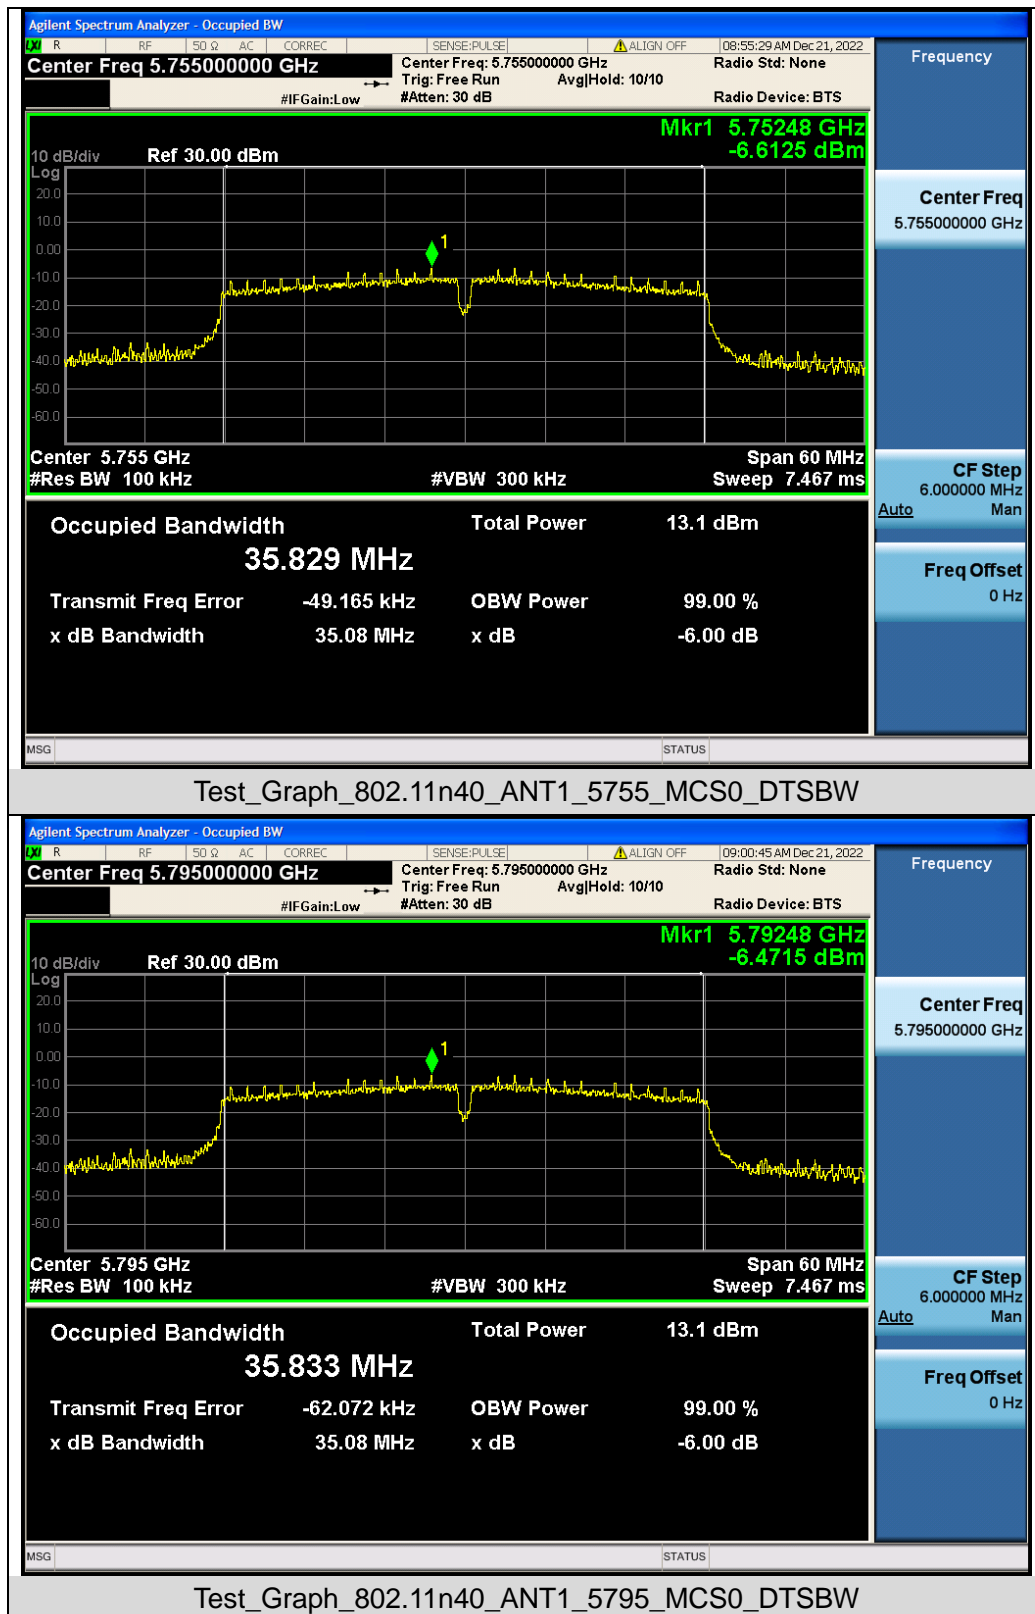 Agilent Spectrum Analyzer - Occupied BW
LXI R RF 50 Ω AC CORREC SENSE:PULSE ALIGN OFF 08:55:29 AM Dec 21, 2022
Center Freq 5.755000000 GHz Center Freq: 5.755000000 GHz Radio Std: None
Trig: Free Run Avg|Hold: 10/10
#IFGain:Low #Atten: 30 dB Radio Device: BTS
Frequency
Mkr1 5.75248 GHz
-6.6125 dBm
10 dB/div Ref 30.00 dBm
Log
20.0
10.0
0.00
-10.0
-20.0
-30.0
-40.0
-50.0
-60.0
1
Center 5.755 GHz Span 60 MHz
#Res BW 100 kHz #VBW 300 kHz Sweep 7.467 ms
Center Freq
5.755000000 GHz
CF Step
6.000000 MHz
Auto Man
Freq Offset
0 Hz
Occupied Bandwidth Total Power 13.1 dBm
35.829 MHz
Transmit Freq Error -49.165 kHz OBW Power 99.00 %
x dB Bandwidth 35.08 MHz x dB -6.00 dB
MSG STATUS
Test_Graph_802.11n40_ANT1_5755_MCS0_DTSBW
Agilent Spectrum Analyzer - Occupied BW
LXI R RF 50 Ω AC CORREC SENSE:PULSE ALIGN OFF 09:00:45 AM Dec 21, 2022
Center Freq 5.795000000 GHz Center Freq: 5.795000000 GHz Radio Std: None
Trig: Free Run Avg|Hold: 10/10
#IFGain:Low #Atten: 30 dB Radio Device: BTS
Frequency
Mkr1 5.79248 GHz
-6.4715 dBm
10 dB/div Ref 30.00 dBm
Log
20.0
10.0
0.00
-10.0
-20.0
-30.0
-40.0
-50.0
-60.0
1
Center 5.795 GHz Span 60 MHz
#Res BW 100 kHz #VBW 300 kHz Sweep 7.467 ms
Center Freq
5.795000000 GHz
CF Step
6.000000 MHz
Auto Man
Freq Offset
0 Hz
Occupied Bandwidth Total Power 13.1 dBm
35.833 MHz
Transmit Freq Error -62.072 kHz OBW Power 99.00 %
x dB Bandwidth 35.08 MHz x dB -6.00 dB
MSG STATUS
Test_Graph_802.11n40_ANT1_5795_MCS0_DTSBW